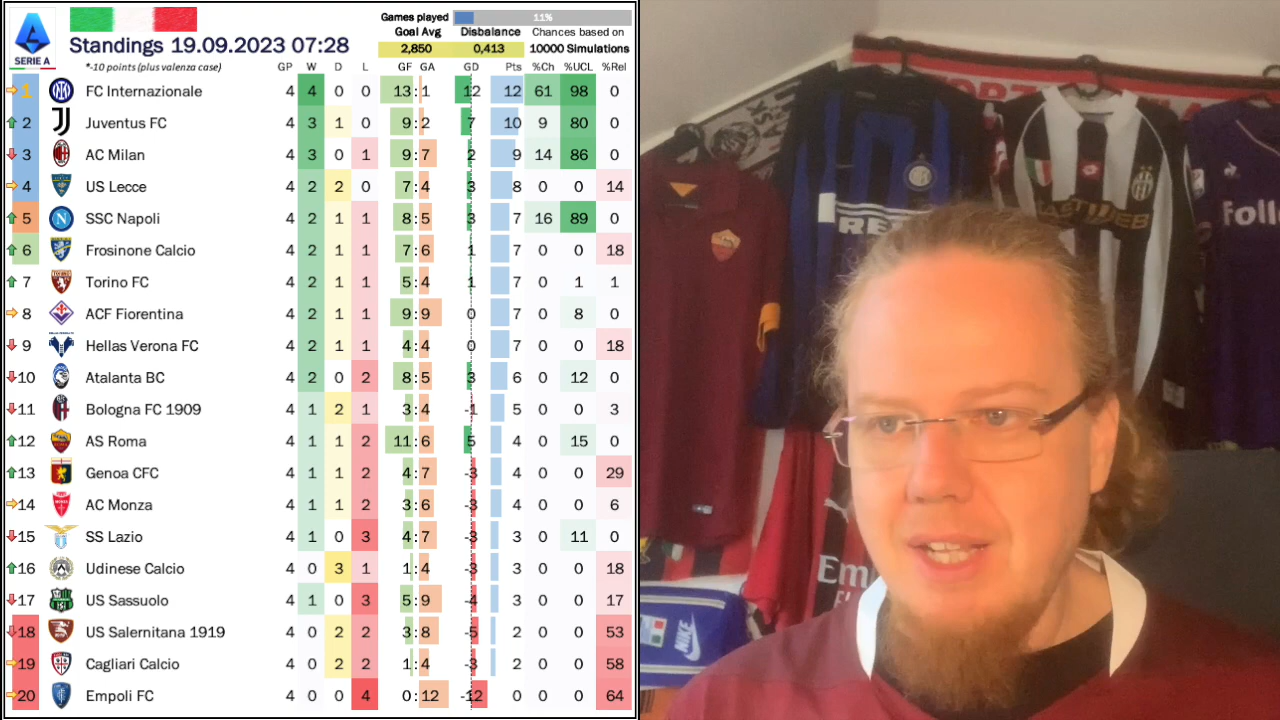 Games played 11%
Goal Avg Disbalance Chances based on
SERIE A Standings 19.09.2023 07:28 2,850 0,413 10000 Simulations
*-10 points (plus valenza case) GP W D L GF GA GD Pts %Ch %UCL %Rel
1 FC Internazionale 4 4 0 0 13:1 12 12 61 98 0
2 Juventus FC 4 3 1 0 9:2 7 10 9 80 0
3 AC Milan 4 3 0 1 9:7 2 9 14 86 0
4 US Lecce 4 2 2 0 7:4 3 8 0 0 14
5 SSC Napoli 4 2 1 1 8:5 3 7 16 89 0
6 Frosinone Calcio 4 2 1 1 7:6 1 7 0 0 18
7 Torino FC 4 2 1 1 5:4 1 7 0 1 1
8 ACF Fiorentina 4 2 1 1 9:9 0 7 0 8 0
9 Hellas Verona FC 4 2 1 1 4:4 0 7 0 0 18
10 Atalanta BC 4 2 0 2 8:5 3 6 0 12 0
11 Bologna FC 1909 4 1 2 1 3:4 -1 5 0 0 3
12 AS Roma 4 1 1 2 11:6 5 4 0 15 0
13 Genoa CFC 4 1 1 2 4:7 -3 4 0 0 29
14 AC Monza 4 1 1 2 3:6 -3 4 0 0 6
15 SS Lazio 4 1 0 3 4:7 -3 3 0 11 0
16 Udinese Calcio 4 0 3 1 1:4 -3 3 0 0 18
17 US Sassuolo 4 1 0 3 5:9 -4 3 0 0 17
18 US Salernitana 1919 4 0 2 2 3:8 -5 2 0 0 53
19 Cagliari Calcio 4 0 2 2 1:4 -3 2 0 0 58
20 Empoli FC 4 0 0 4 0:12 -12 0 0 0 64
NIKE